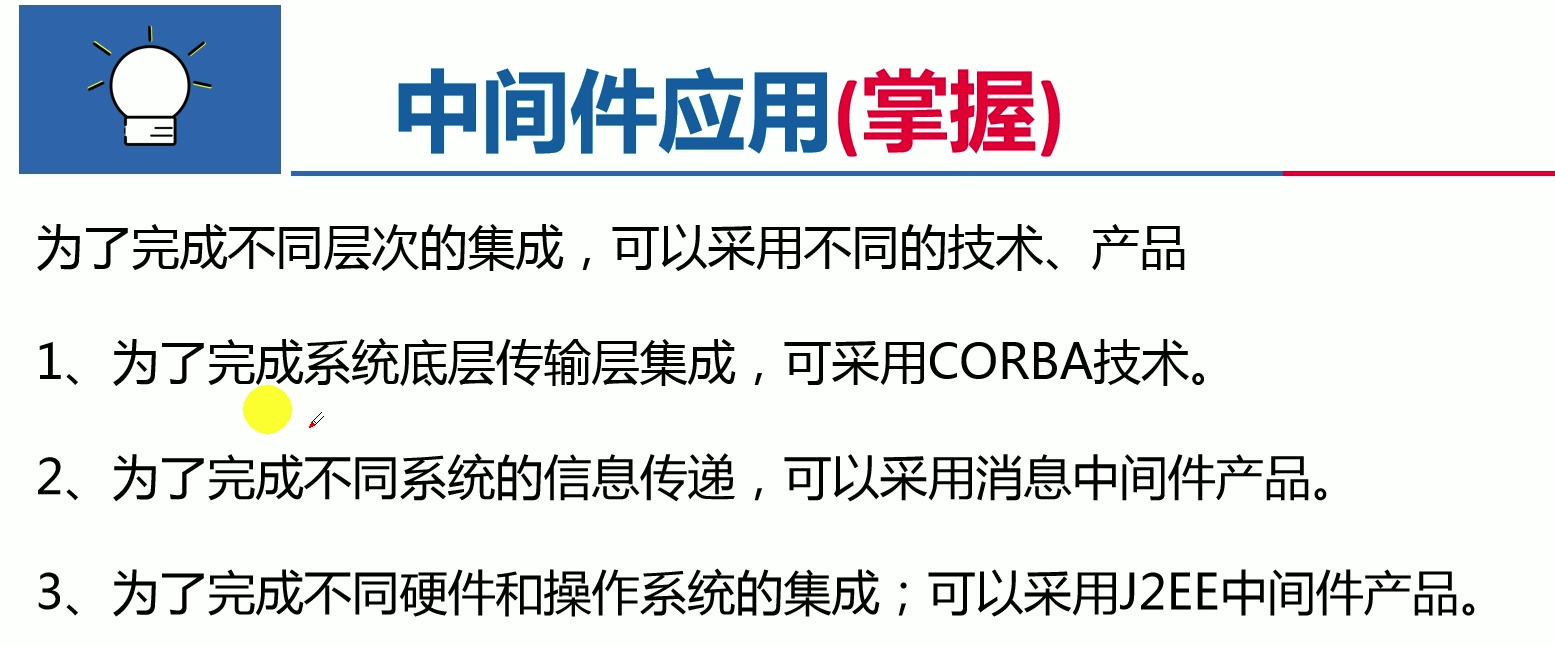 中间件应用(掌握)
为了完成不同层次的集成，可以采用不同的技术、产品
1、为了完成系统底层传输层集成，可采用CORBA技术。
2、为了完成不同系统的信息传递，可以采用消息中间件产品。
3、为了完成不同硬件和操作系统的集成；可以采用J2EE中间件产品。